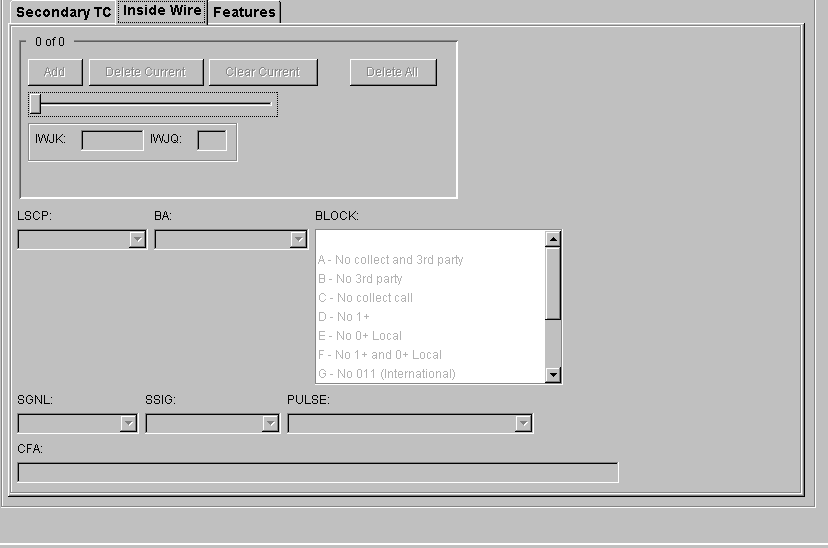 Secondary TC Inside Wire Features
0 of 0
Add Delete Current Clear Current Delete All
IWJK: IWJQ:
LSCP: BA: BLOCK:
A - No collect and 3rd party
B - No 3rd party
C - No collect call
D - No 1+
E - No 0+ Local
F - No 1+ and 0+ Local
G - No 011 (International)
SGNL: SSIG: PULSE:
CFA: